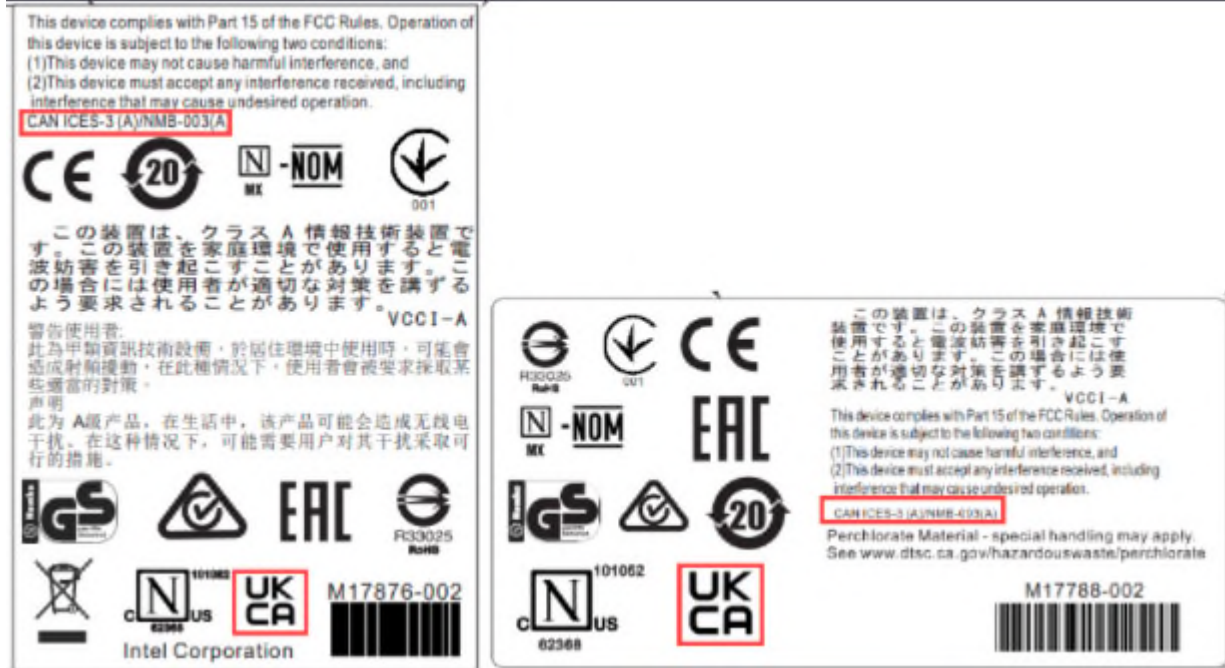 This device complies with Part 15 of the FCC Rules. Operation of
this device is subject to the following two conditions:
(1)This device may not cause harmful interference, and
(2)This device must accept any interference received, including
interference that may cause undesired operation.
CAN ICES-3 (A)/NMB-003(A
CE
20
N
MX
-NOM
001
この装置は、クラス A 情報技術装置で
す。この装置を家庭環境で使用すると電
波妨害を引き起こすことがあります。こ
の場合には使用者が適切な対策を講ずる
よう要求されることがあります。
VCCI-A
警告使用者:
此為甲類資訊技術設備，於居住環境中使用時，可能會
造成射頻擾動，在此種情況下，使用者會被要求採取某
些適當的對策。
声明
此为 A级产品，在生活中，该产品可能会造成无线电
干扰。在这种情况下，可能需要用户对其干扰采取可
行的措施。
GS
EAC
R33025
RoHS
C N US
101062
62368
UK
CA
M17876-002
Intel Corporation
R33025
RoHS
001
CE
N
MX
-NOM
EAC
GS
20
C N US
101062
62368
UK
CA
この装置は、クラス A 情報技術
装置です。この装置を家庭環境で
使用すると電波妨害を引き起こす
ことがあります。この場合には使
用者が適切な対策を講ずるよう要
求されることがあります。
VCCI-A
This device complies with Part 15 of the FCC Rules. Operation of
this device is subject to the following two conditions:
(1)This device may not cause harmful interference, and
(2)This device must accept any interference received, including
interference that may cause undesired operation.
CAN ICES-3 (A)/NMB-003(A)
Perchlorate Material - special handling may apply.
See www.dtsc.ca.gov/hazardouswaste/perchlorate
M17788-002